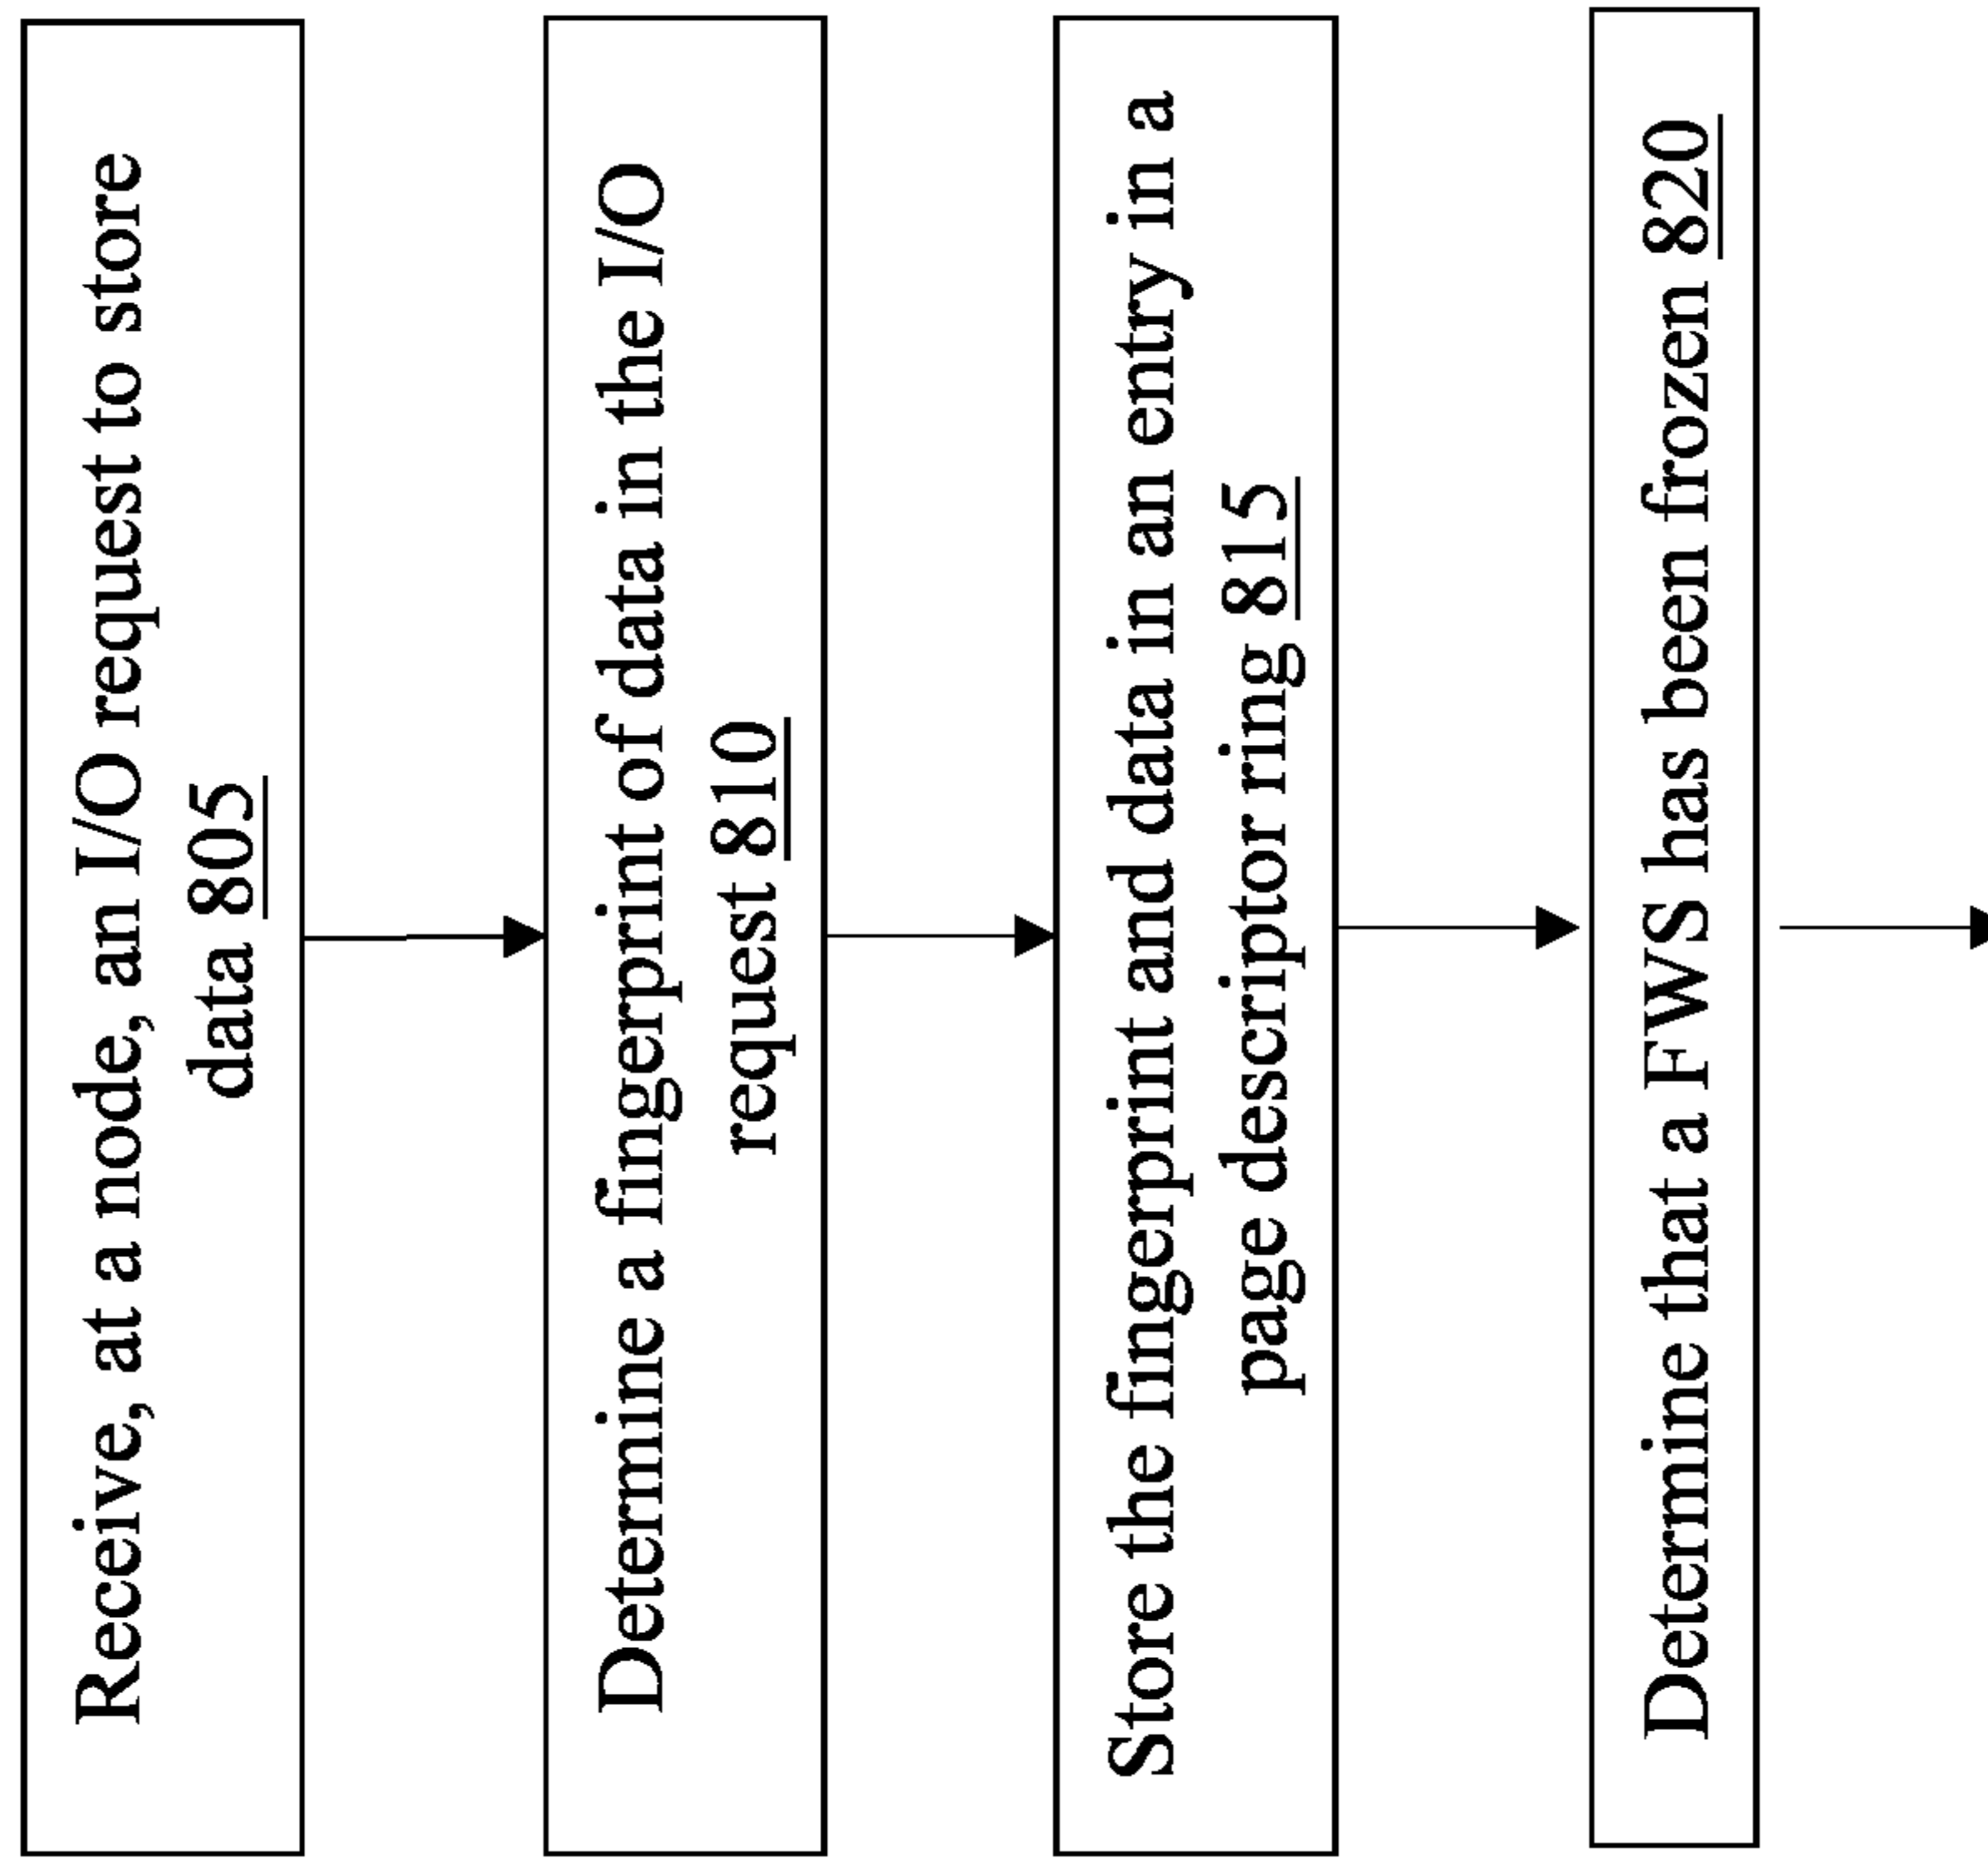 Receive, at a node, an I/O request to store
data 805
Determine a fingerprint of data in the I/O
request 810
Store the fingerprint and data in an entry in a
page descriptor ring 815
Determine that a FWS has been frozen 820